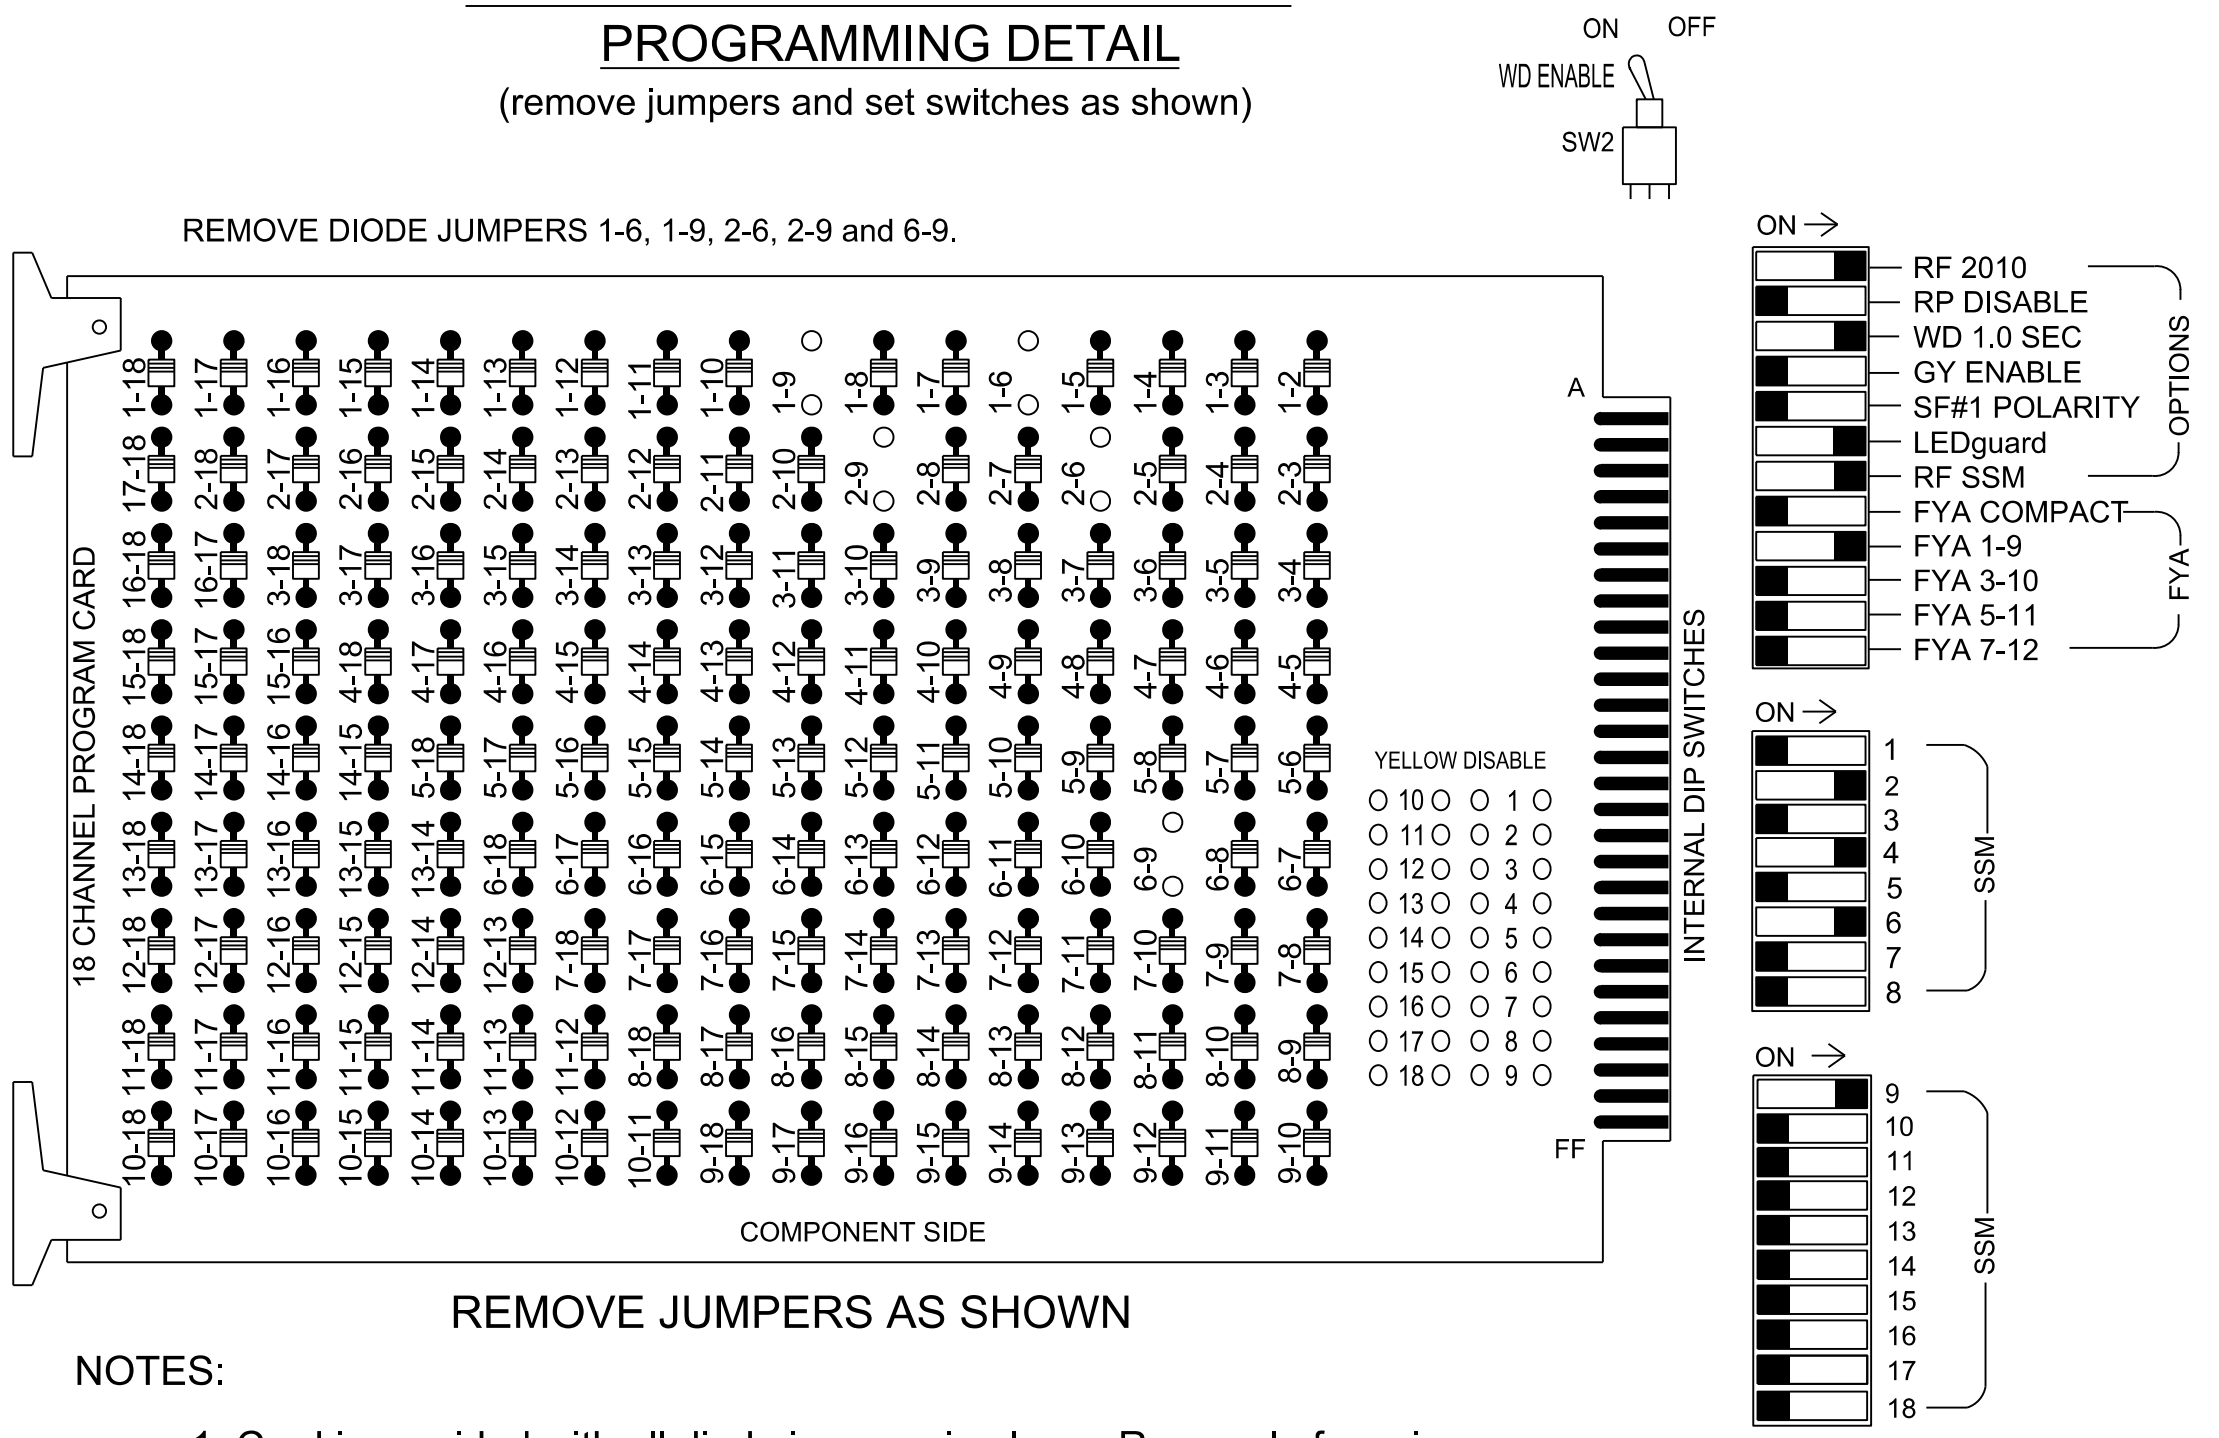 PROGRAMMING DETAIL
(remove jumpers and set switches as shown)
ON OFF
WD ENABLE
SW2
REMOVE DIODE JUMPERS 1-6, 1-9, 2-6, 2-9 and 6-9.
18 CHANNEL PROGRAM CARD
1-18 1-17 1-16 1-15 1-14 1-13 1-12 1-11 1-10 1-9 1-8 1-7 1-6 1-5 1-4 1-3 1-2
17-18 2-18 2-17 2-16 2-15 2-14 2-13 2-12 2-11 2-10 2-9 2-8 2-7 2-6 2-5 2-4 2-3
16-18 16-17 3-18 3-17 3-16 3-15 3-14 3-13 3-12 3-11 3-10 3-9 3-8 3-7 3-6 3-5 3-4
15-18 15-17 15-16 4-18 4-17 4-16 4-15 4-14 4-13 4-12 4-11 4-10 4-9 4-8 4-7 4-6 4-5
14-18 14-17 14-16 14-15 5-18 5-17 5-16 5-15 5-14 5-13 5-12 5-11 5-10 5-9 5-8 5-7 5-6
13-18 13-17 13-16 13-15 13-14 6-18 6-17 6-16 6-15 6-14 6-13 6-12 6-11 6-10 6-9 6-8 6-7
12-18 12-17 12-16 12-15 12-14 12-13 7-18 7-17 7-16 7-15 7-14 7-13 7-12 7-11 7-10 7-9 7-8
11-18 11-17 11-16 11-15 11-14 11-13 11-12 8-18 8-17 8-16 8-15 8-14 8-13 8-12 8-11 8-10 8-9
10-18 10-17 10-16 10-15 10-14 10-13 10-12 10-11 9-18 9-17 9-16 9-15 9-14 9-13 9-12 9-11 9-10
A
FF
YELLOW DISABLE
10 1
11 2
12 3
13 4
14 5
15 6
16 7
17 8
18 9
COMPONENT SIDE
INTERNAL DIP SWITCHES
ON
RF 2010
RP DISABLE
WD 1.0 SEC
GY ENABLE
SF#1 POLARITY
LEDguard
RF SSM
OPTIONS
FYA COMPACT
FYA 1-9
FYA 3-10
FYA 5-11
FYA 7-12
FYA
ON
1
2
3
4
5
6
7
8
SSM
ON
9
10
11
12
13
14
15
16
17
18
SSM
REMOVE JUMPERS AS SHOWN
NOTES: